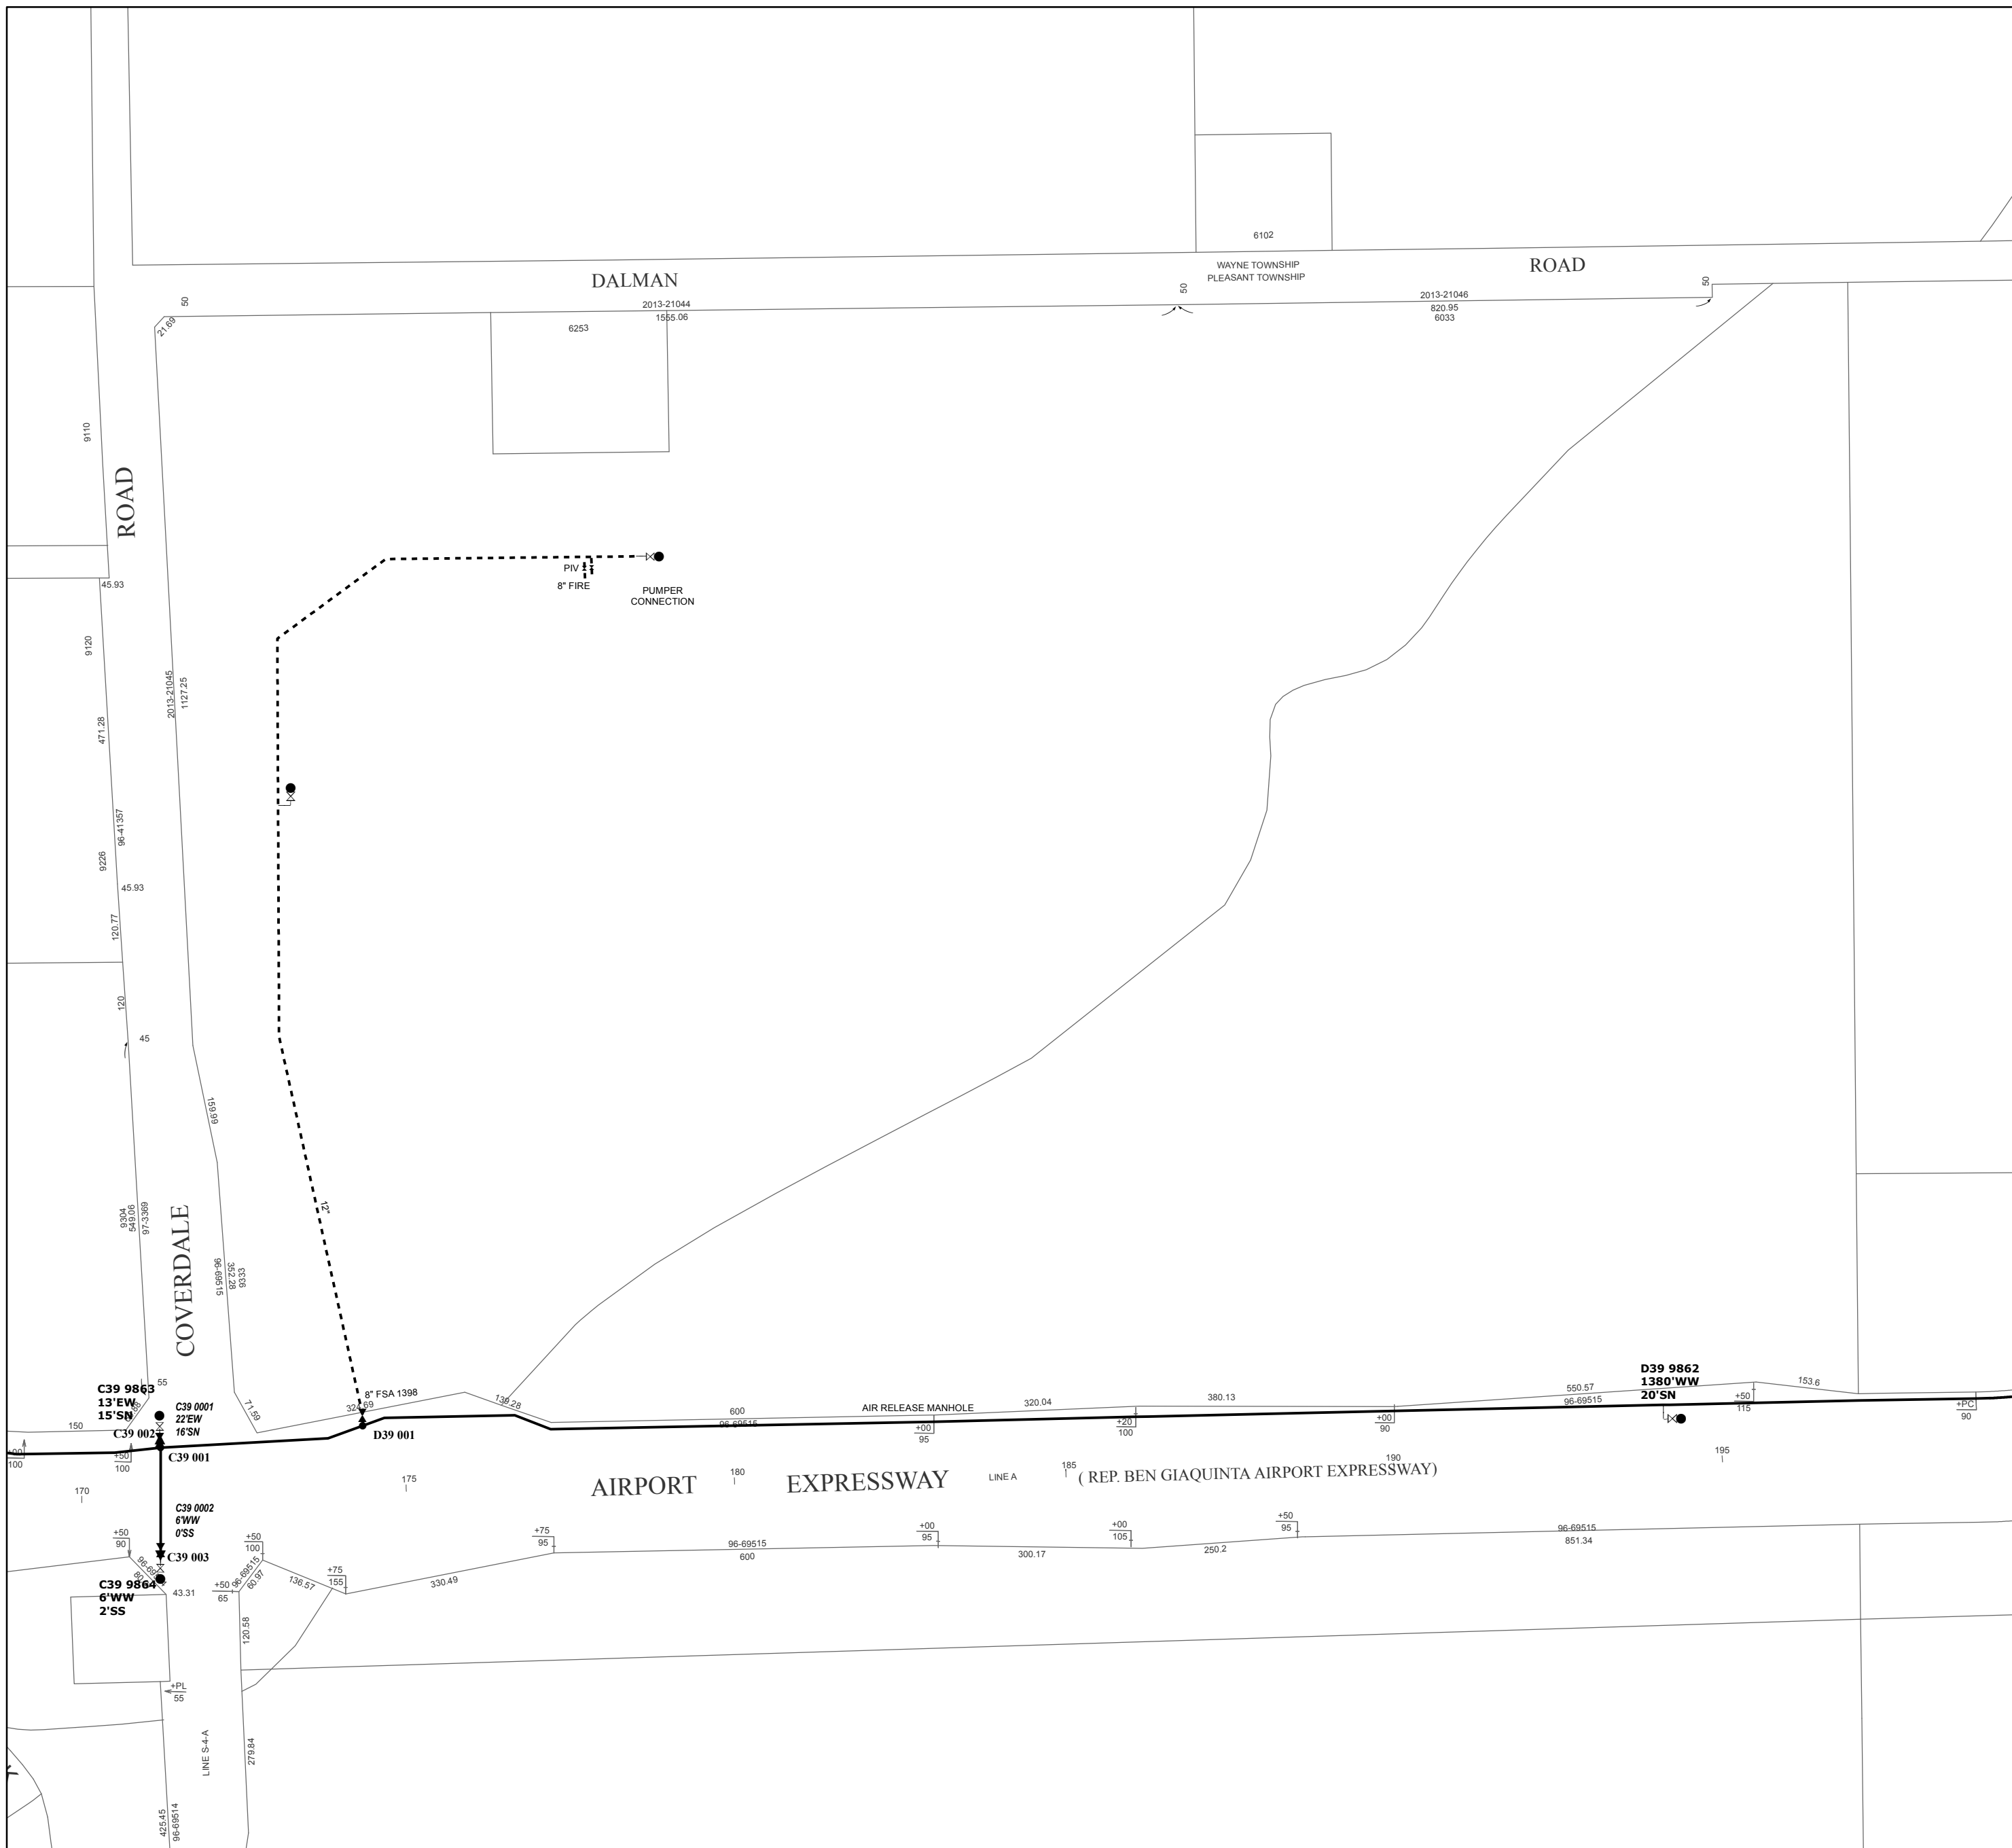 6102
WAYNE TOWNSHIP
PLEASANT TOWNSHIP
DALMAN
ROAD
50
50
50
2013-21044
1555.06
2013-21046
820.95
6033
6253
21.69
9110
ROAD
PIV
8" FIRE
PUMPER
CONNECTION
45.93
9120
2013-21045
1127.25
471.28
96-41357
9226
45.93
120.77
120
45
159.99
12"
9304
549.06
97-3369
COVERDALE
96-69515
352.28
9333
55
C39 9863
13'EW
15'SN
C39 0001
22'EW
16'SN
71.59
8" FSA 1398
324.69
139.28
600
96-69515
AIR RELEASE MANHOLE
320.04
380.13
D39 9862
1380'WW
20'SN
550.57
96-69515
153.6
+50
115
+PC
90
150
C39 002
C39 001
D39 001
+00
100
+50
100
+00
95
+20
100
+00
90
170
175
180
185
190
195
AIRPORT
EXPRESSWAY
LINE A
( REP. BEN GIAQUINTA AIRPORT EXPRESSWAY)
C39 0002
6'WW
0'SS
+50
90
+50
100
+75
95
96-69515
600
+00
95
+00
105
+50
95
96-69515
851.34
300.17
250.2
C39 003
C39 9864
6'WW
2'SS
43.31
+50
65
96-69515
60.97
136.57
+75
155
330.49
120.58
+PL
55
LINE S-4-A
279.84
425.45
96-69514